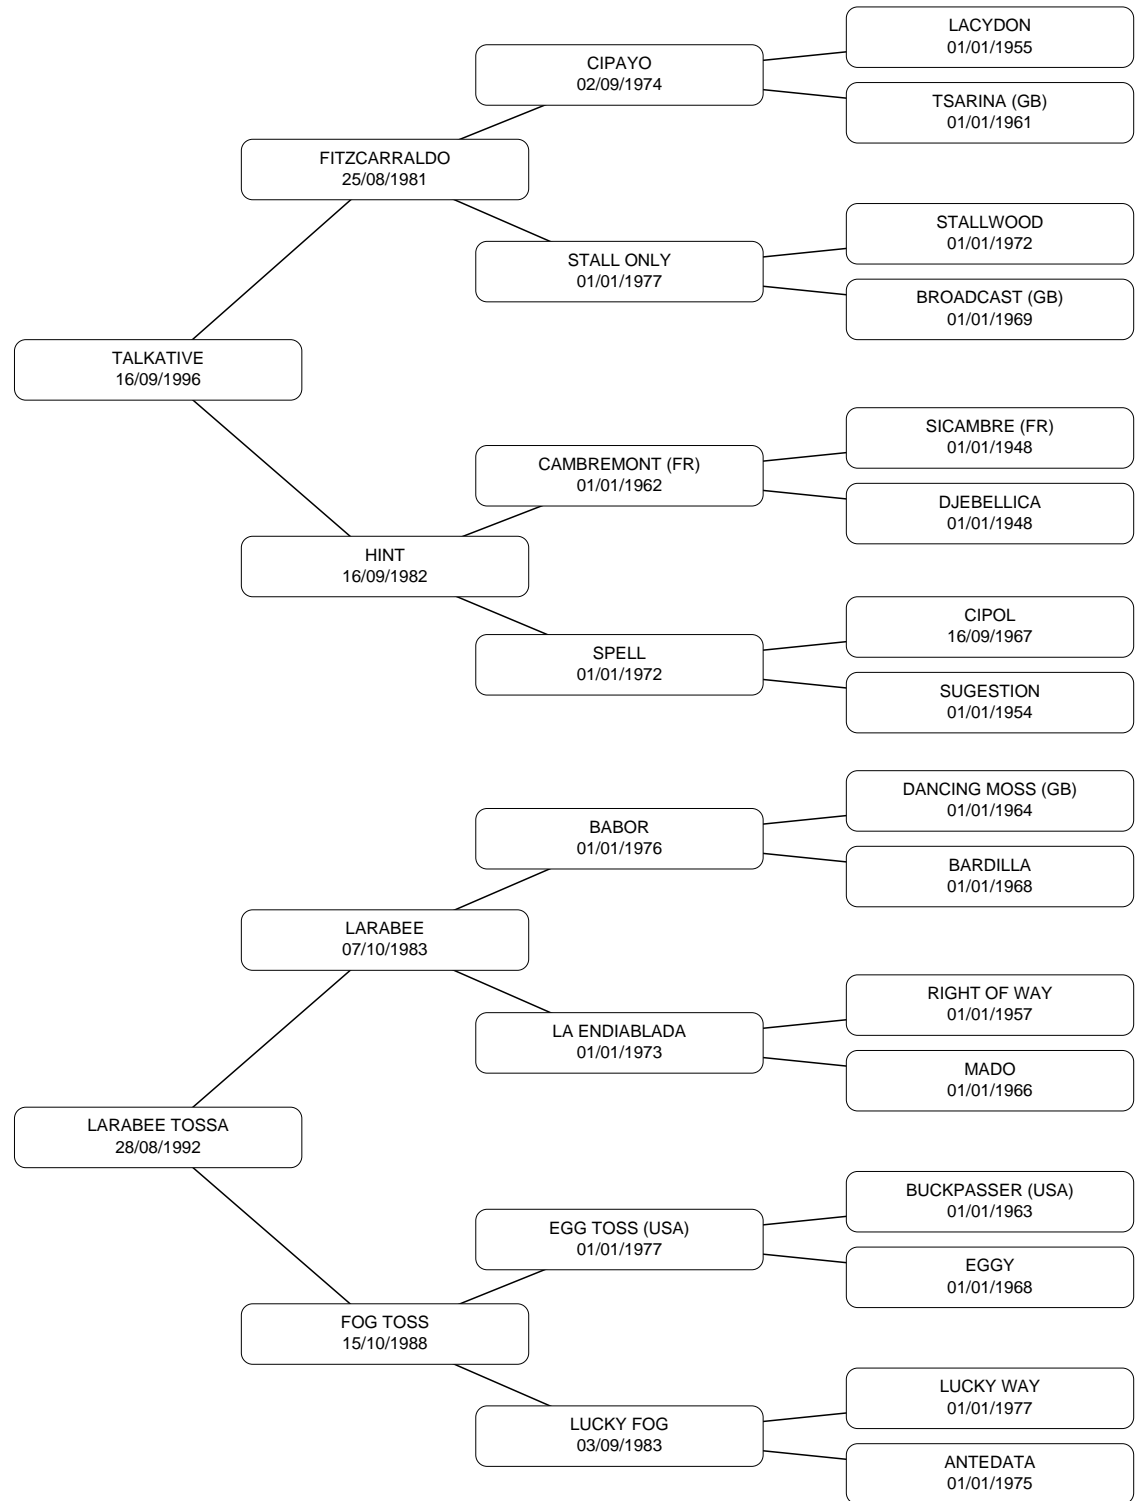 LACYDON
01/01/1955
CIPAYO
02/09/1974
TSARINA (GB)
01/01/1961
FITZCARRALDO
25/08/1981
STALLWOOD
01/01/1972
STALL ONLY
01/01/1977
BROADCAST (GB)
01/01/1969
TALKATIVE
16/09/1996
SICAMBRE (FR)
01/01/1948
CAMBREMONT (FR)
01/01/1962
DJEBELLICA
01/01/1948
HINT
16/09/1982
CIPOL
16/09/1967
SPELL
01/01/1972
SUGESTION
01/01/1954
DANCING MOSS (GB)
01/01/1964
BABOR
01/01/1976
BARDILLA
01/01/1968
LARABEE
07/10/1983
RIGHT OF WAY
01/01/1957
LA ENDIABLADA
01/01/1973
MADO
01/01/1966
LARABEE TOSSA
28/08/1992
BUCKPASSER (USA)
01/01/1963
EGG TOSS (USA)
01/01/1977
EGGY
01/01/1968
FOG TOSS
15/10/1988
LUCKY WAY
01/01/1977
LUCKY FOG
03/09/1983
ANTEDATA
01/01/1975